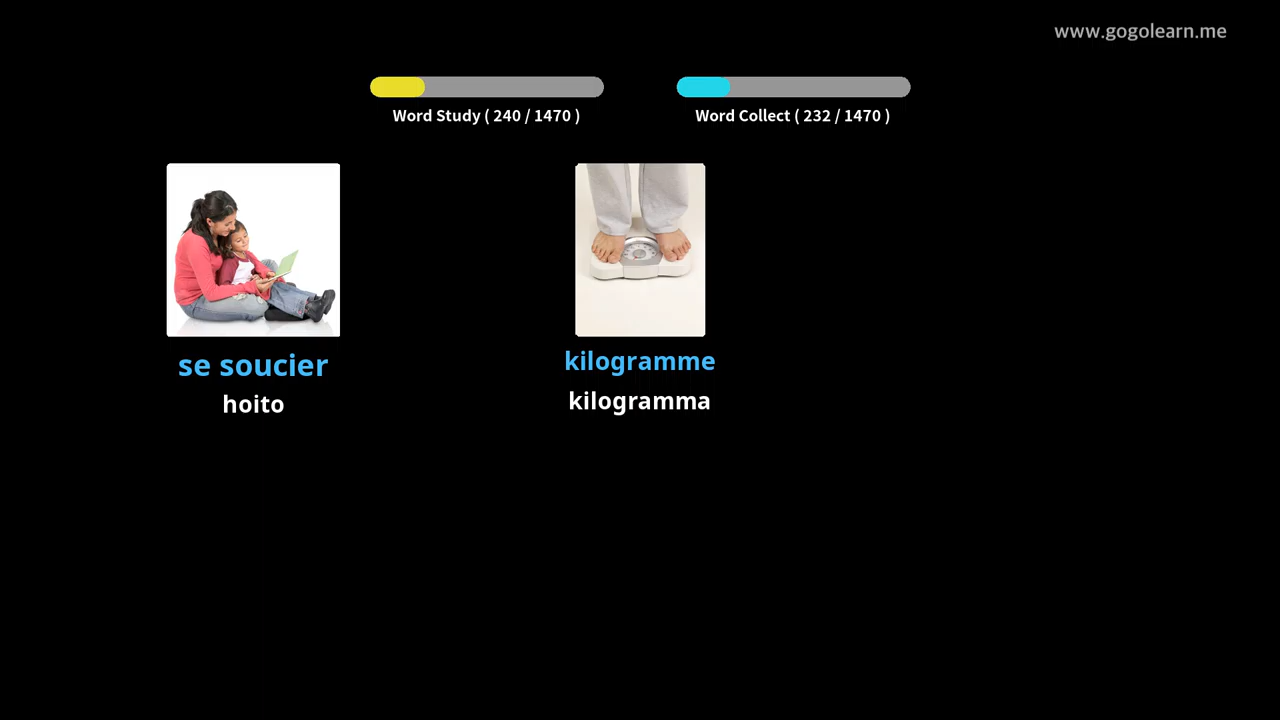 www.gogolearn.me
Word Study ( 240 / 1470 )
Word Collect ( 232 / 1470 )
se soucier
hoito
kilogramme
kilogramma